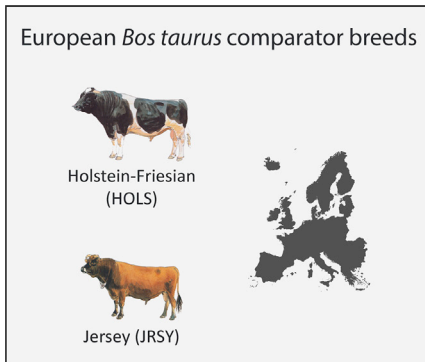 European Bos taurus comparator breeds
Holstein-Friesian
(HOLS)
Jersey (JRSY)